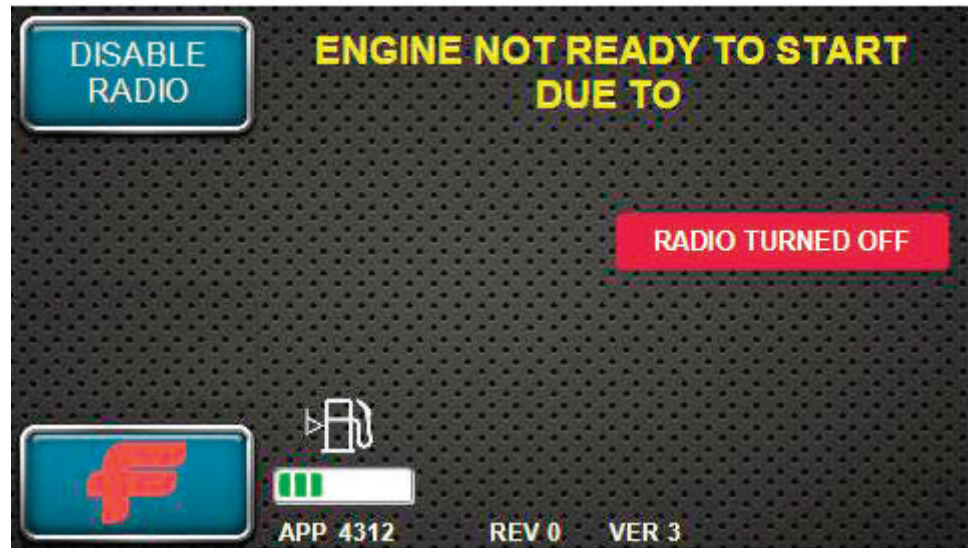 DISABLE
RADIO
ENGINE NOT READY TO START
DUE TO
RADIO TURNED OFF
APP 4312 REV 0 VER 3